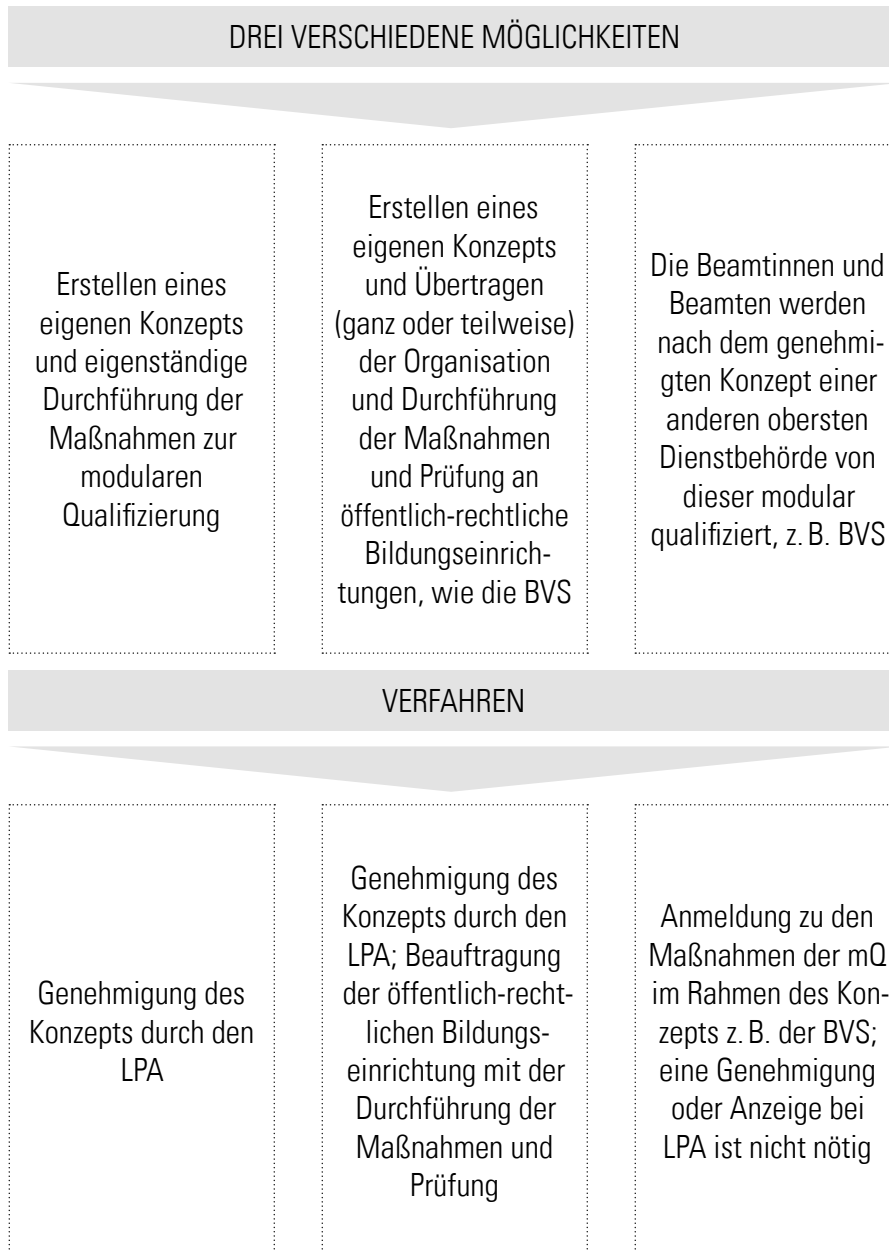 DREI VERSCHIEDENE MÖGLICHKEITEN
Erstellen eines
eigenen Konzepts
und eigenständige
Durchführung der
Maßnahmen zur
modularen
Qualifizierung
Erstellen eines
eigenen Konzepts
und Übertragen
(ganz oder teilweise)
der Organisation
und Durchführung
der Maßnahmen
und Prüfung an
öffentlich-rechtliche
Bildungseinrich-
tungen, wie die BVS
Die Beamtinnen und
Beamten werden
nach dem genehmi-
gten Konzept einer
anderen obersten
Dienstbehörde von
dieser modular
qualifiziert, z. B. BVS
VERFAHREN
Genehmigung des
Konzepts durch den
LPA
Genehmigung des
Konzepts durch den
LPA; Beauftragung
der öffentlich-recht-
lichen Bildungs-
einrichtung mit der
Durchführung der
Maßnahmen und
Prüfung
Anmeldung zu den
Maßnahmen der mQ
im Rahmen des Kon-
zepts z. B. der BVS;
eine Genehmigung
oder Anzeige bei
LPA ist nicht nötig